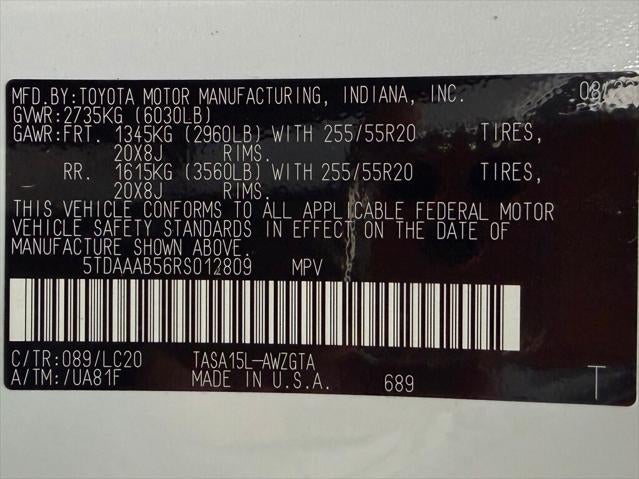 MFD.BY:TOYOTA MOTOR MANUFACTURING, INDIANA, INC.
GVWR:2735KG (6030LB)
GAWR:FRT. 1345KG (2960LB) WITH 255/55R20 TIRES,
20X8J RIMS.
RR. 1615KG (3560LB) WITH 255/55R20 TIRES,
20X8J RIMS.
THIS VEHICLE CONFORMS TO ALL APPLICABLE FEDERAL MOTOR
VEHICLE SAFETY STANDARDS IN EFFECT ON THE DATE OF
MANUFACTURE SHOWN ABOVE.
5TDAAAB56RS012809 MPV
C/TR:089/LC20 TASA15L-AWZGTA
A/TM:/UA81F MADE IN U.S.A. 689 T